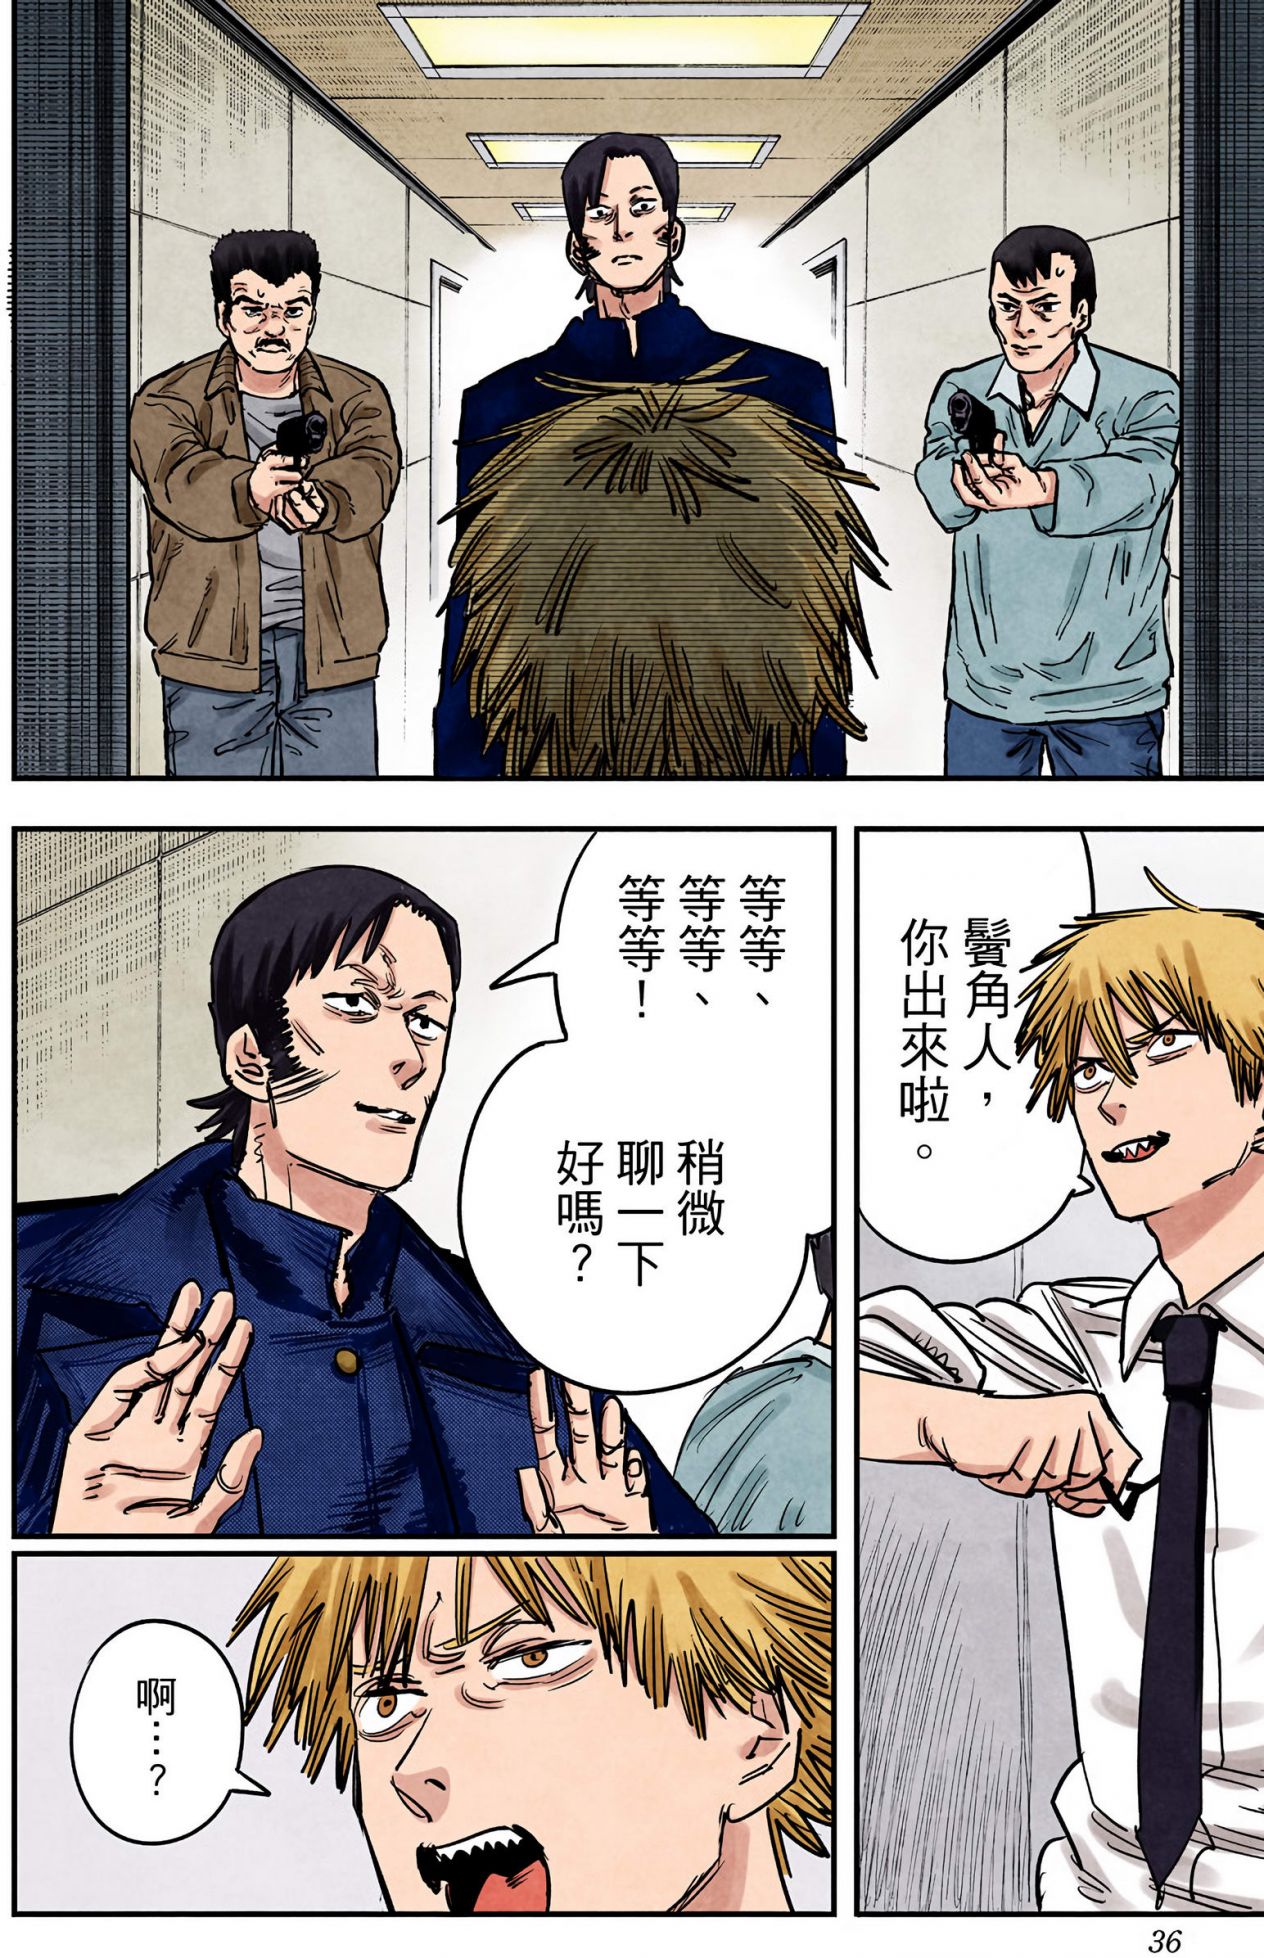 鬢角人，
你出來啦。
等等、
等等、
等等！
稍微
聊一下
好嗎？
啊…？
36